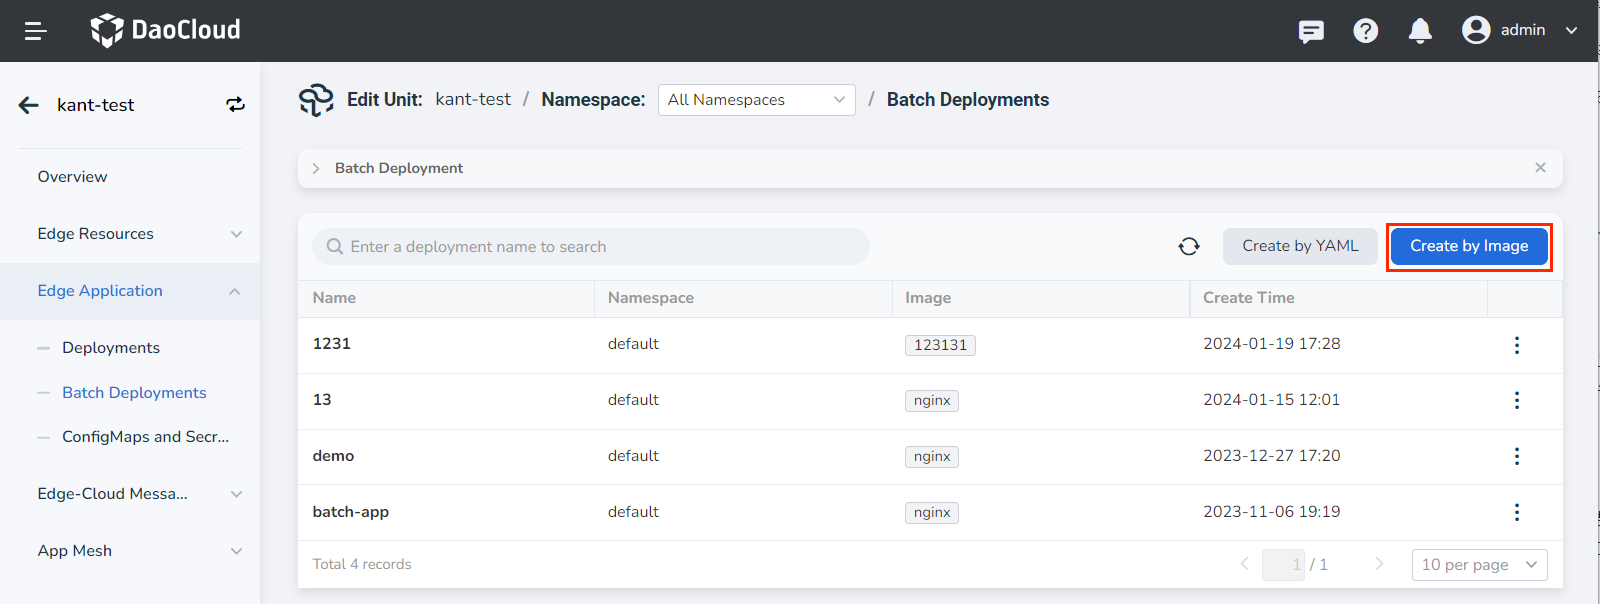 DaoCloud
admin
kant-test
Edit Unit: kant-test / Namespace: All Namespaces / Batch Deployments
Overview
Edge Resources
Edge Application
Deployments
Batch Deployments
ConfigMaps and Secr...
Edge-Cloud Messa...
App Mesh
Batch Deployment
Enter a deployment name to search
Create by YAML
Create by Image
Name Namespace Image Create Time
1231 default 123131 2024-01-19 17:28
13 default nginx 2024-01-15 12:01
demo default nginx 2023-12-27 17:20
batch-app default nginx 2023-11-06 19:19
Total 4 records
1 / 1
10 per page